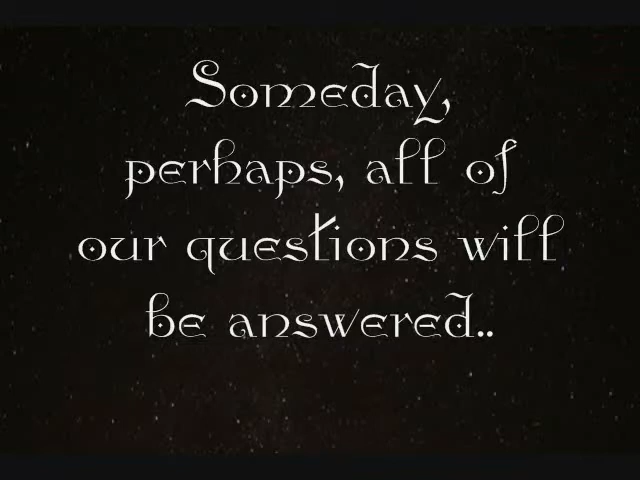 Someday,
perhaps, all of
our questions will
be answered..